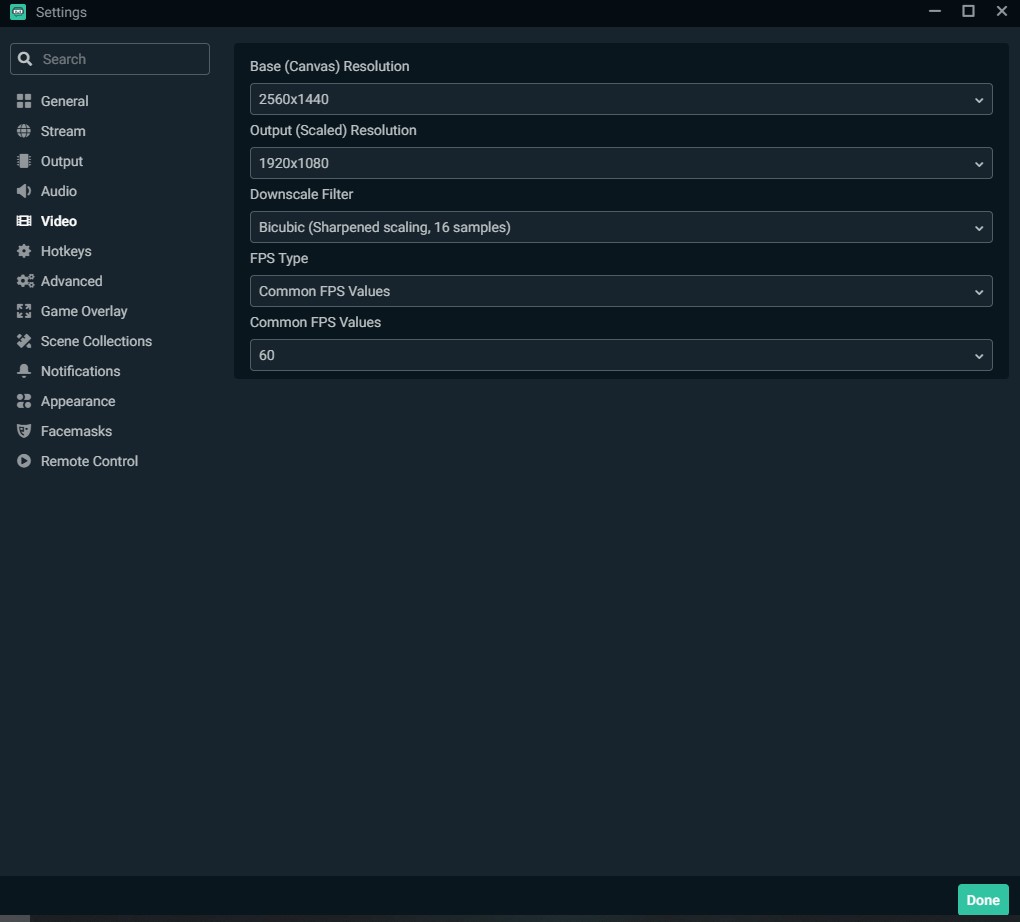 Settings
Search
General
Stream
Output
Audio
Video
Hotkeys
Advanced
Game Overlay
Scene Collections
Notifications
Appearance
Facemasks
Remote Control
Base (Canvas) Resolution
2560x1440
Output (Scaled) Resolution
1920x1080
Downscale Filter
Bicubic (Sharpened scaling, 16 samples)
FPS Type
Common FPS Values
Common FPS Values
60
Done